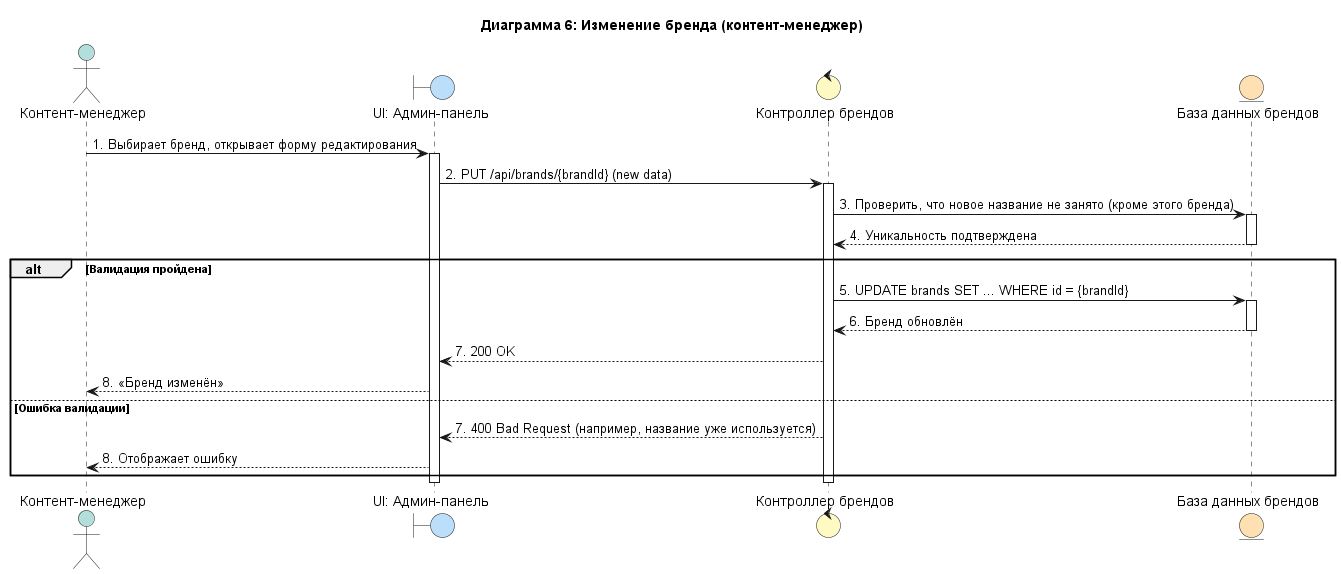 Диаграмма 6: Изменение бренда (контент-менеджер)
Контент-менеджер
UI: Админ-панель
Контроллер брендов
База данных брендов
1. Выбирает бренд, открывает форму редактирования
2. PUT /api/brands/{brandId} (new data)
3. Проверить, что новое название не занято (кроме этого бренда)
4. Уникальность подтверждена
alt
[Валидация пройдена]
5. UPDATE brands SET ... WHERE id = {brandId}
6. Бренд обновлён
7. 200 OK
8. «Бренд изменён»
[Ошибка валидации]
7. 400 Bad Request (например, название уже используется)
8. Отображает ошибку
Контент-менеджер
UI: Админ-панель
Контроллер брендов
База данных брендов